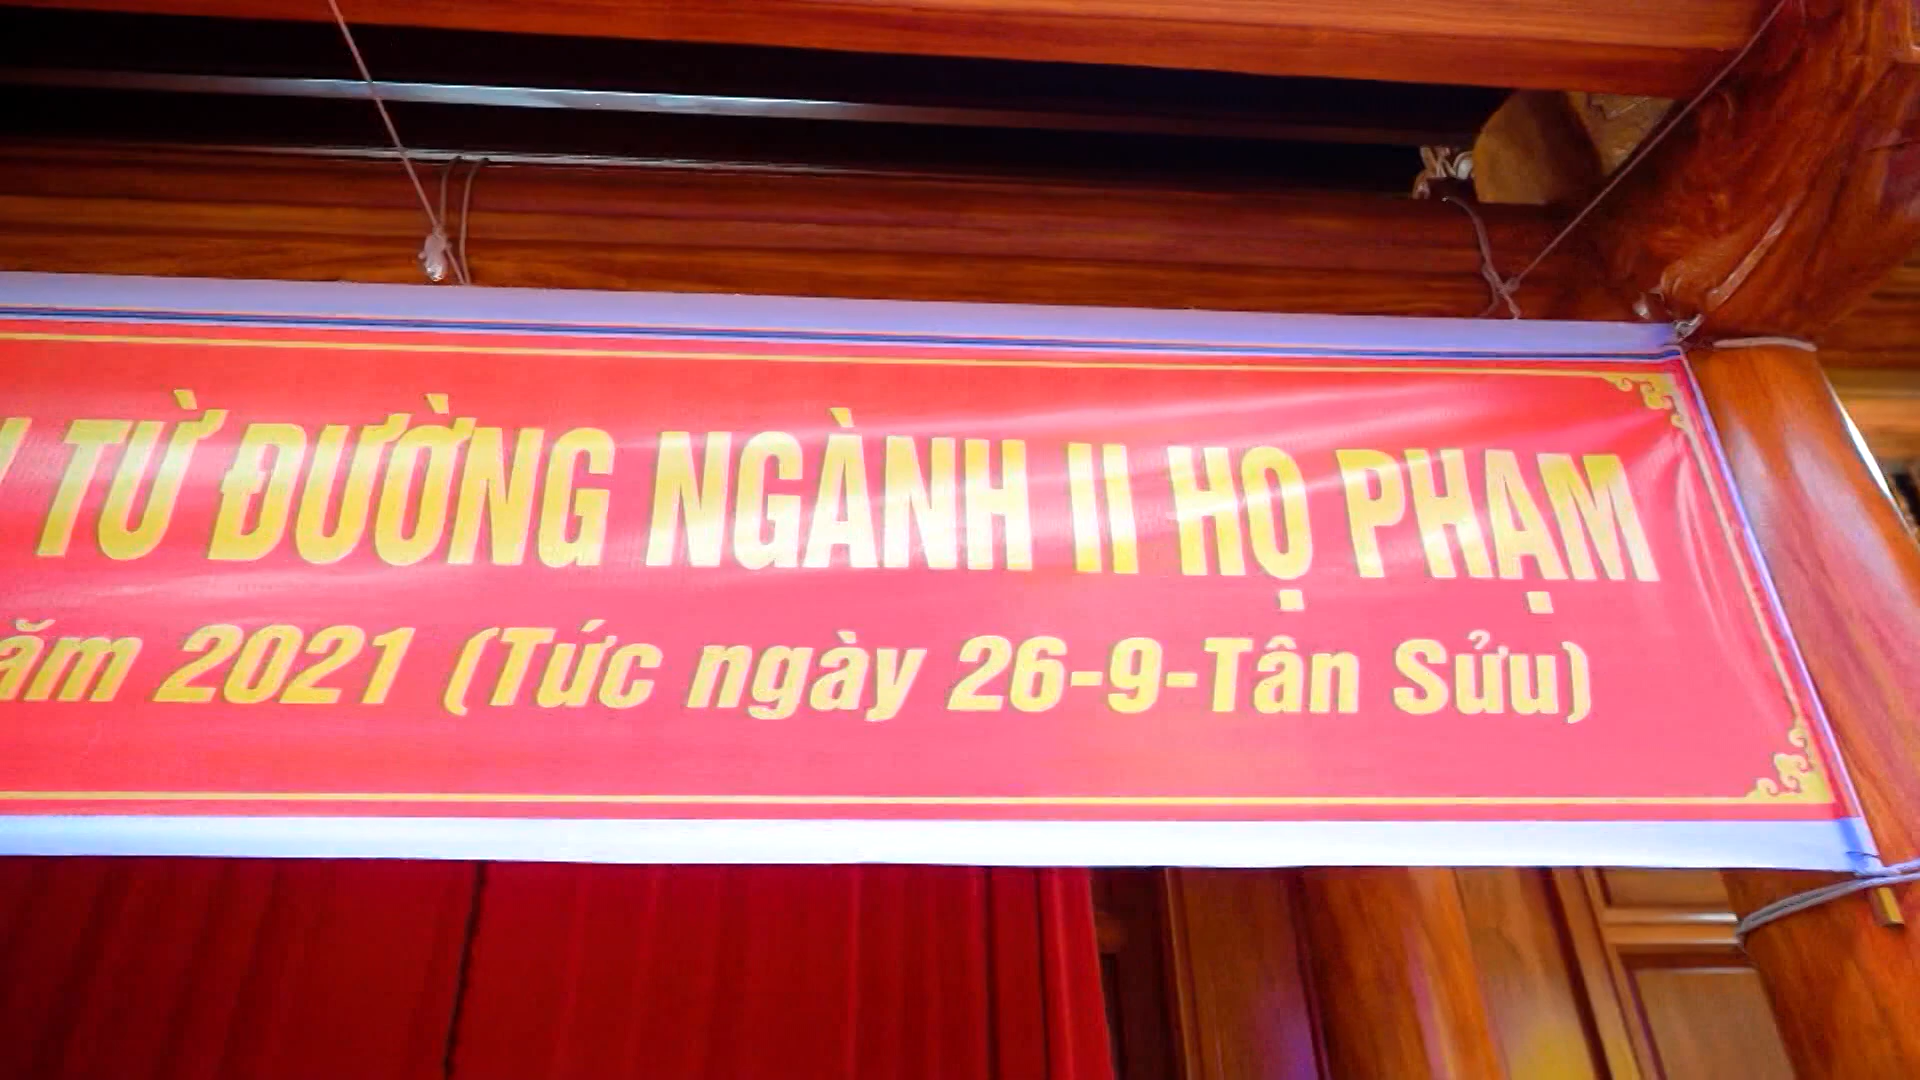 TỪ ĐƯỜNG NGÀNH II HỌ PHẠM
ăm 2021 (Tức ngày 26-9-Tân Sửu)